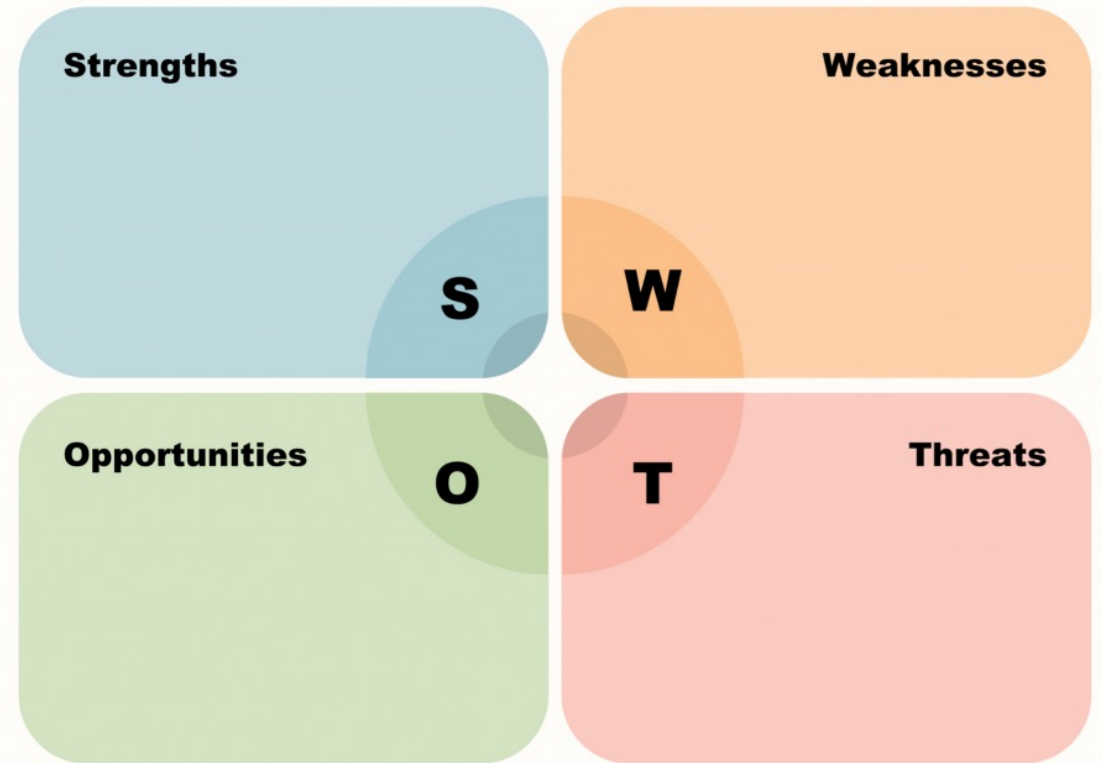 Strengths
Weaknesses
S
W
Opportunities
Threats
O
T